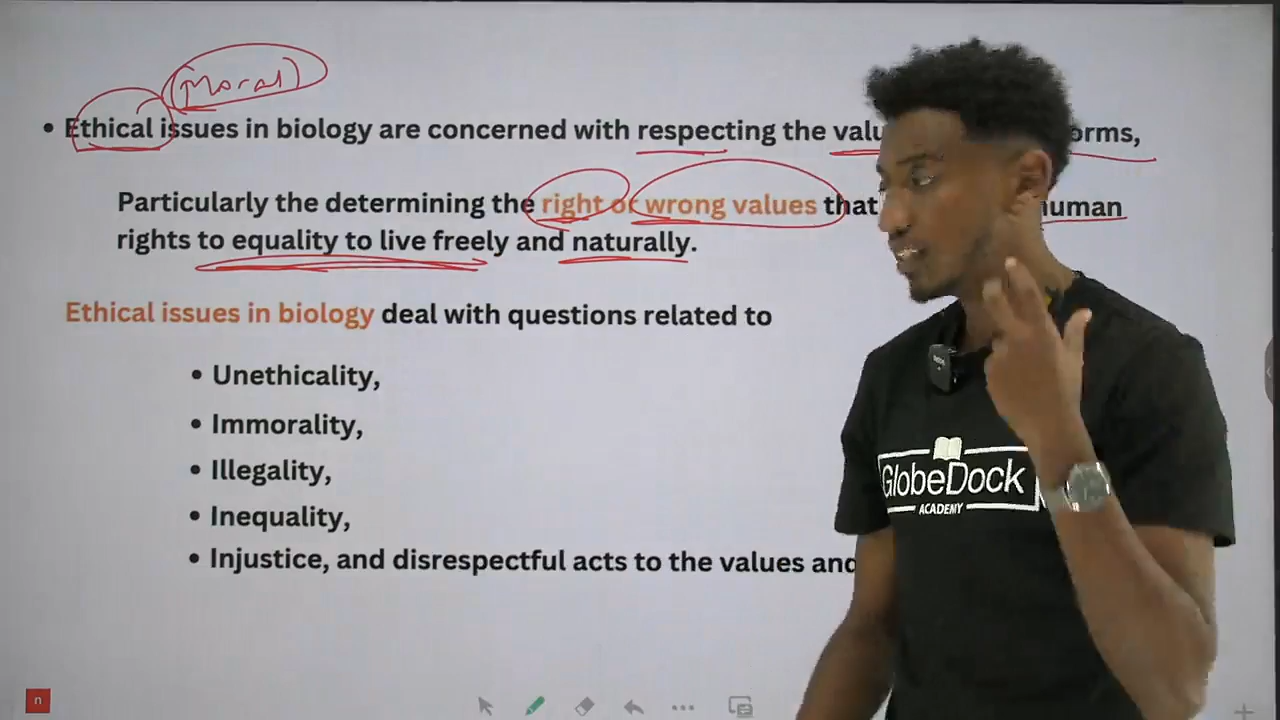 (Moral)
• Ethical issues in biology are concerned with respecting the valu orms,
Particularly the determining the right or wrong values that human
rights to equality to live freely and naturally.
Ethical issues in biology deal with questions related to
• Unethicality,
• Immorality,
• Illegality,
• Inequality,
• Injustice, and disrespectful acts to the values and
GlobeDock
ACADEMY
n